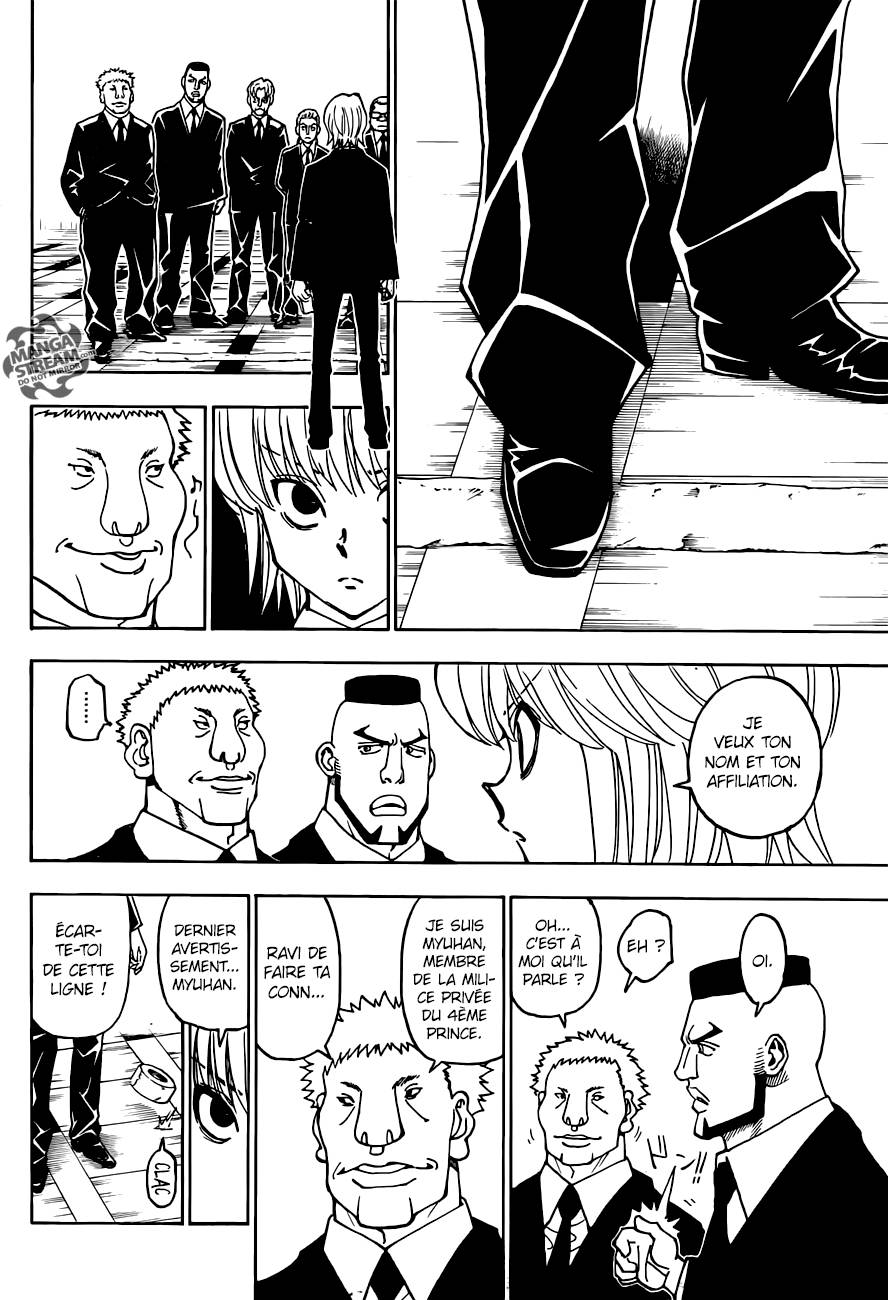 MANGA
STREAM.com
DO NOT MIRROR
JE
VEUX TON
NOM ET TON
AFFILIATION.
......
OI.
EH ?
OH...
C'EST À
MOI QU'IL
PARLE ?
JE SUIS
MYUHAN,
MEMBRE
DE LA MILI-
CE PRIVÉE
DU 4ÈME
PRINCE.
RAVI DE
FAIRE TA
CONN...
DERNIER
AVERTIS-
SEMENT...
MYUHAN.
ÉCAR-
TE-TOI
DE CETTE
LIGNE !
CLAC